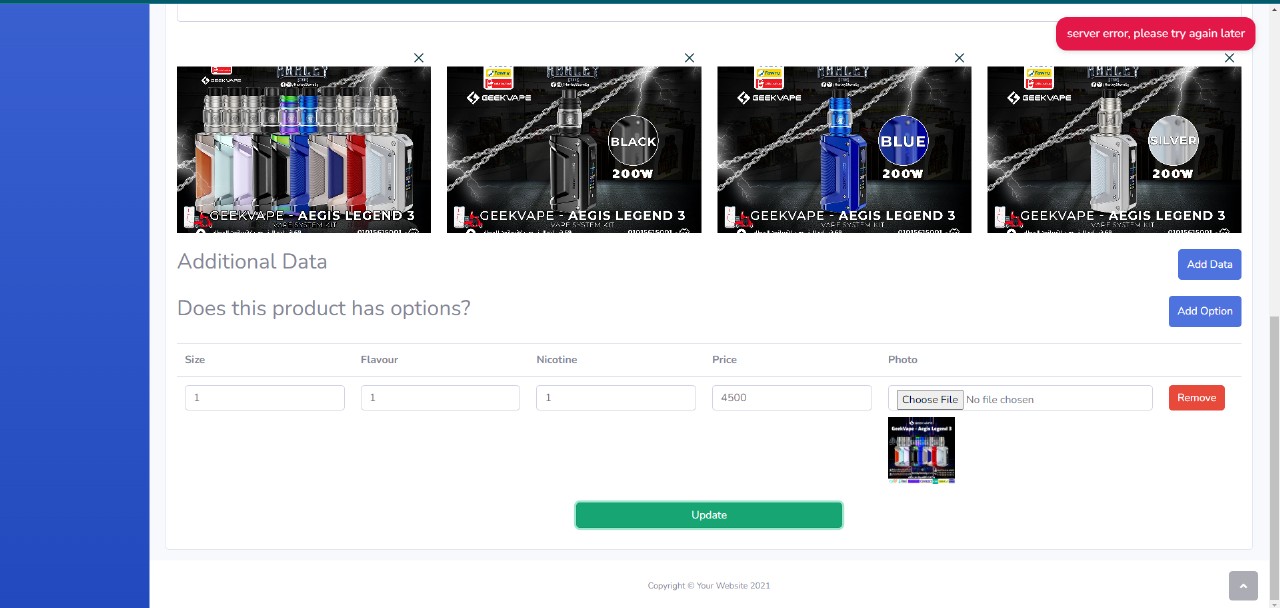 server error, please try again later
GEEKVAPE
GEEKVAPE - AEGIS LEGEND 3
VAPE SYSTEM KIT
GEEKVAPE
BLACK
200W
GEEKVAPE - AEGIS LEGEND 3
VAPE SYSTEM KIT
GEEKVAPE
BLUE
200W
GEEKVAPE - AEGIS LEGEND 3
VAPE SYSTEM KIT
GEEKVAPE
SILVER
200W
GEEKVAPE - AEGIS LEGEND 3
VAPE SYSTEM KIT
Additional Data
Add Data
Does this product has options?
Add Option
Size Flavour Nicotine Price Photo
1 1 1 4500 Choose File No file chosen Remove
GeekVape - Aegis Legend 3
Update
Copyright © Your Website 2021